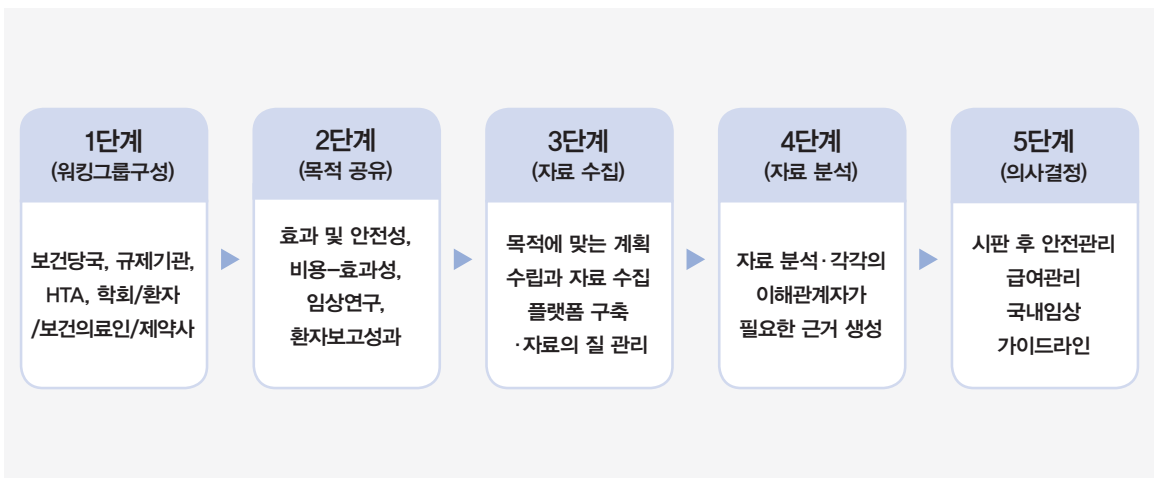 1단계
(워킹그룹구성)
보건당국, 규제기관,
HTA, 학회/환자
/보건의료인/제약사
2단계
(목적 공유)
효과 및 안전성,
비용–효과성,
임상연구,
환자보고성과
3단계
(자료 수집)
목적에 맞는 계획
수립과 자료 수집
플랫폼 구축
·자료의 질 관리
4단계
(자료 분석)
자료 분석·각각의
이해관계자가
필요한 근거 생성
5단계
(의사결정)
시판 후 안전관리
급여관리
국내임상
가이드라인